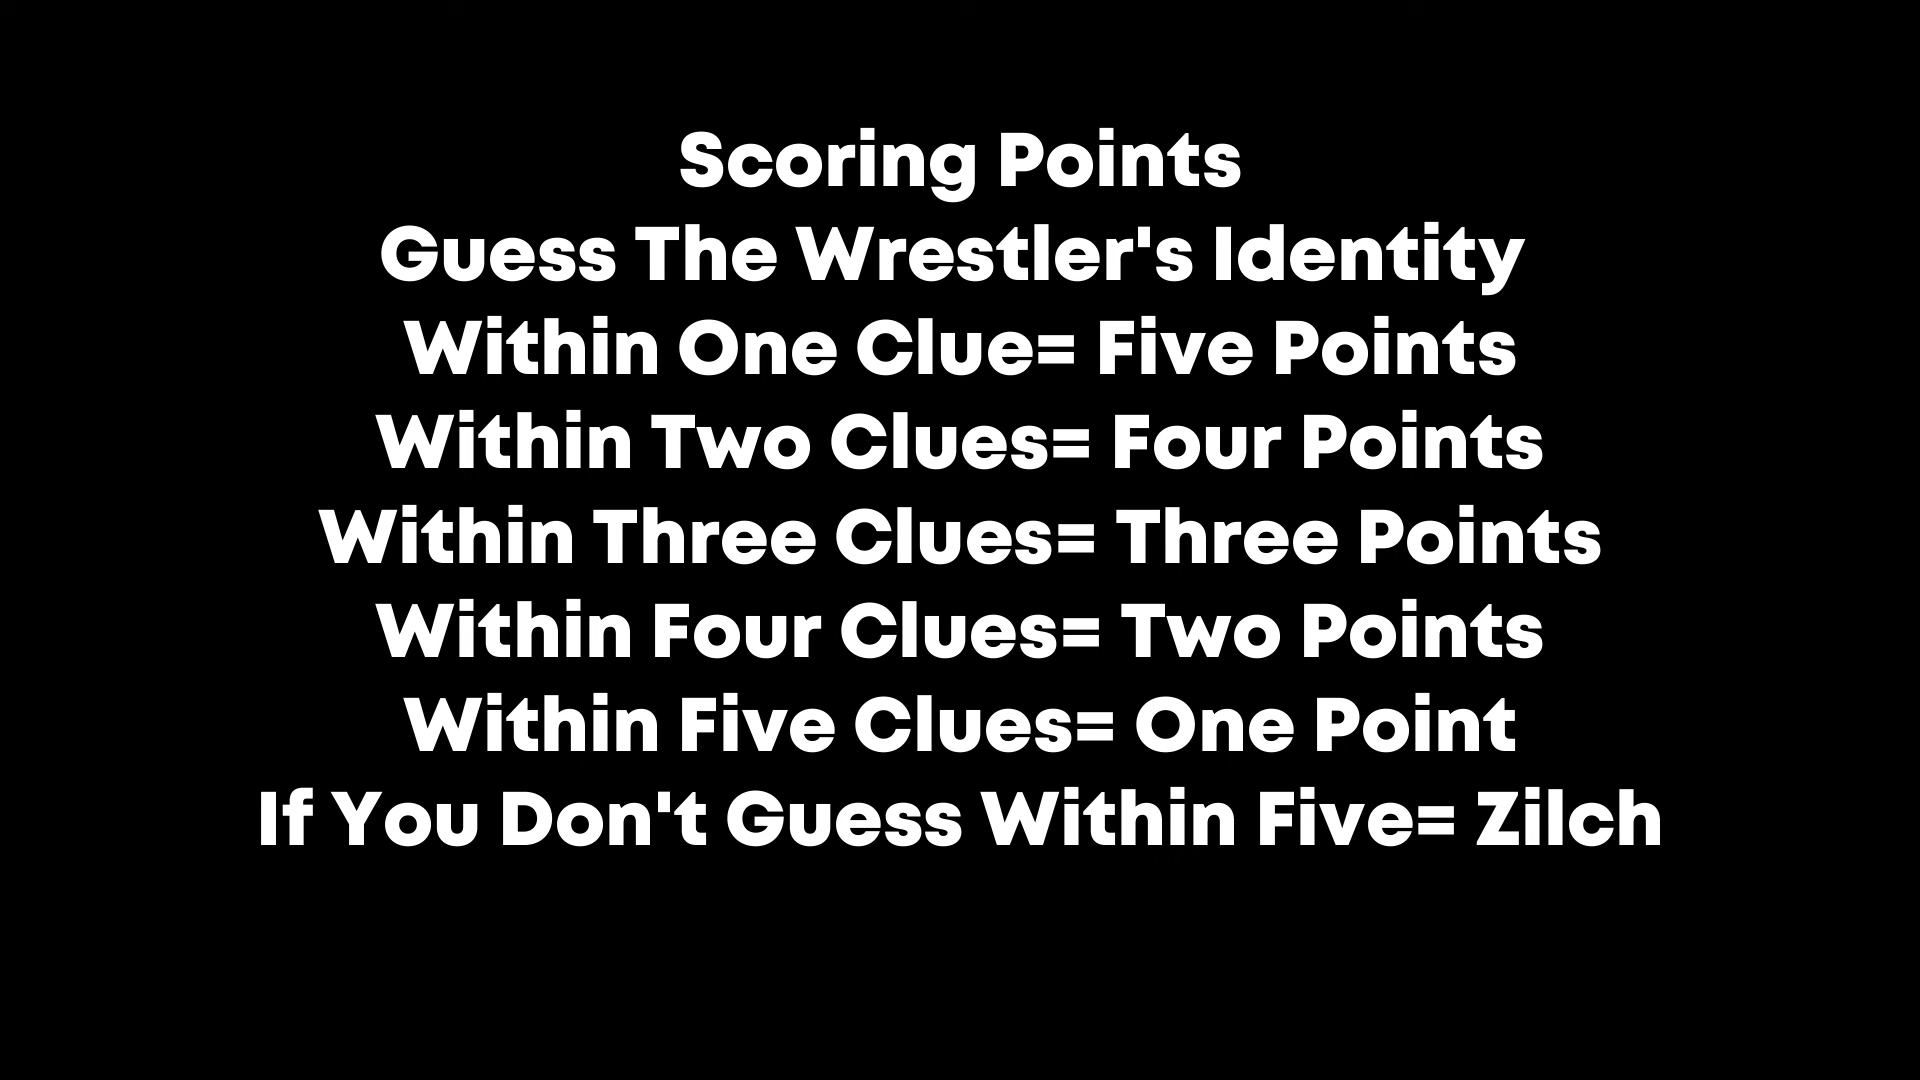 Scoring Points
Guess The Wrestler's Identity
Within One Clue= Five Points
Within Two Clues= Four Points
Within Three Clues= Three Points
Within Four Clues= Two Points
Within Five Clues= One Point
If You Don't Guess Within Five= Zilch